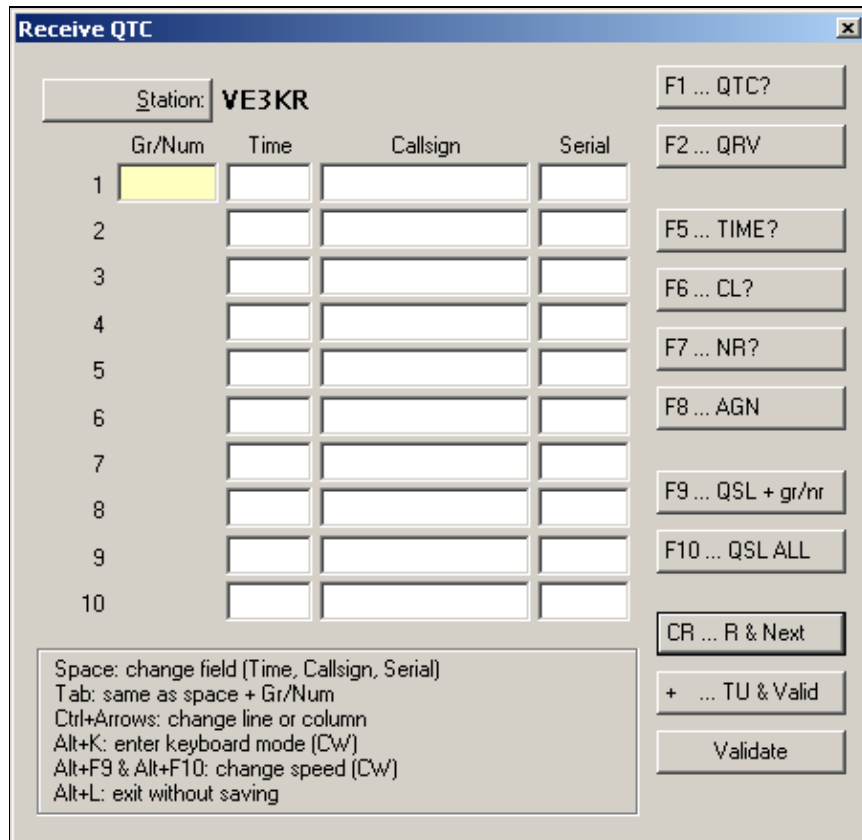 Receive QTC
Station: VE3KR
Gr/Num Time Callsign Serial
1
2
3
4
5
6
7
8
9
10
F1 ... QTC?
F2 ... QRV
F5 ... TIME?
F6 ... CL?
F7 ... NR?
F8 ... AGN
F9 ... QSL + gr/nr
F10 ... QSL ALL
CR ... R & Next
+ ... TU & Valid
Validate
Space: change field (Time, Callsign, Serial)
Tab: same as space + Gr/Num
Ctrl+Arrows: change line or column
Alt+K: enter keyboard mode (CW)
Alt+F9 & Alt+F10: change speed (CW)
Alt+L: exit without saving